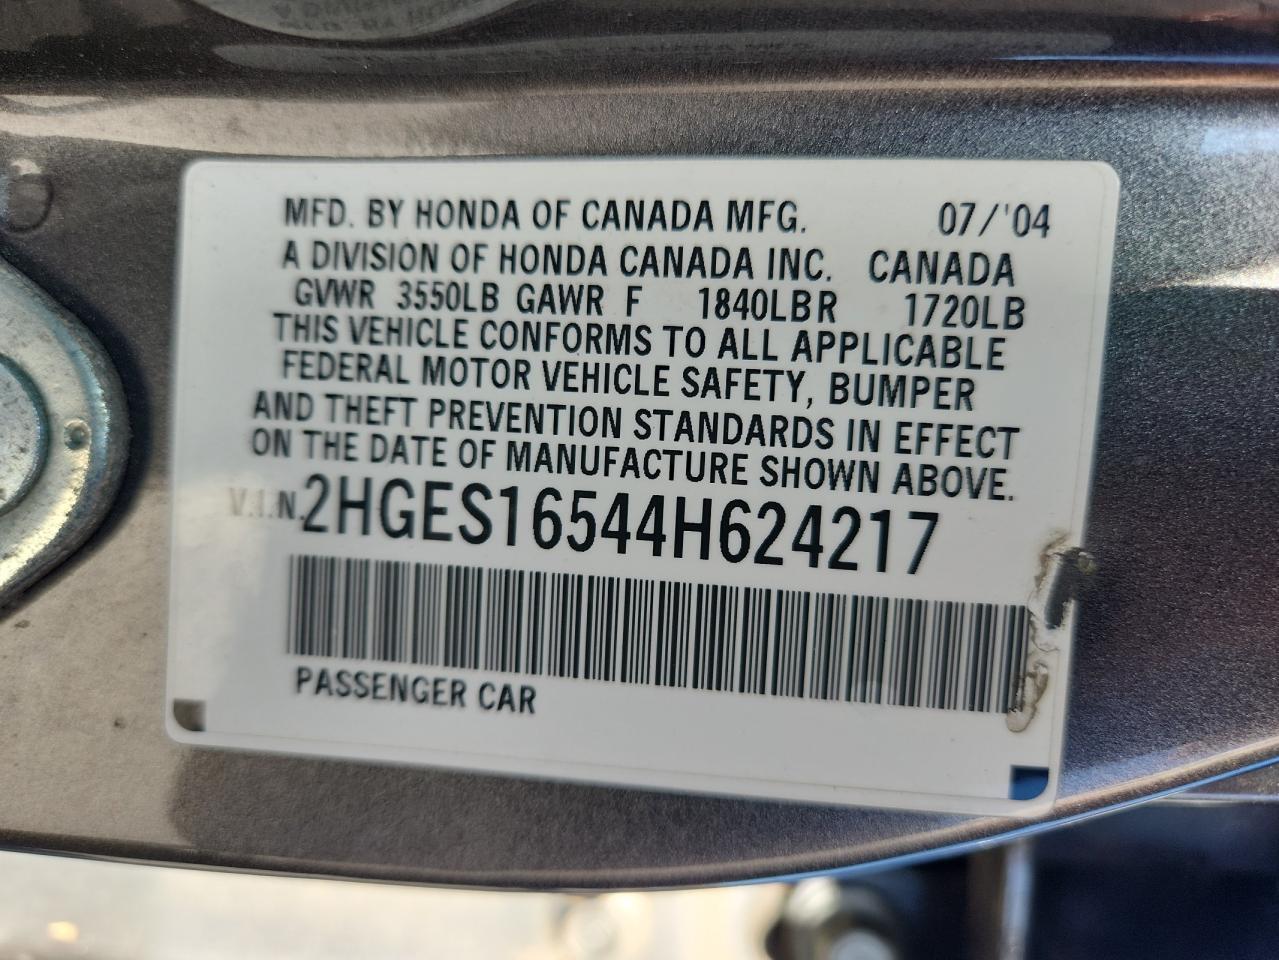 MFD. BY HONDA OF CANADA MFG. 07/'04
A DIVISION OF HONDA CANADA INC. CANADA
GVWR 3550LB GAWR F 1840LB R 1720LB
THIS VEHICLE CONFORMS TO ALL APPLICABLE
FEDERAL MOTOR VEHICLE SAFETY, BUMPER
AND THEFT PREVENTION STANDARDS IN EFFECT
ON THE DATE OF MANUFACTURE SHOWN ABOVE.
V.I.N. 2HGES16544H624217
PASSENGER CAR